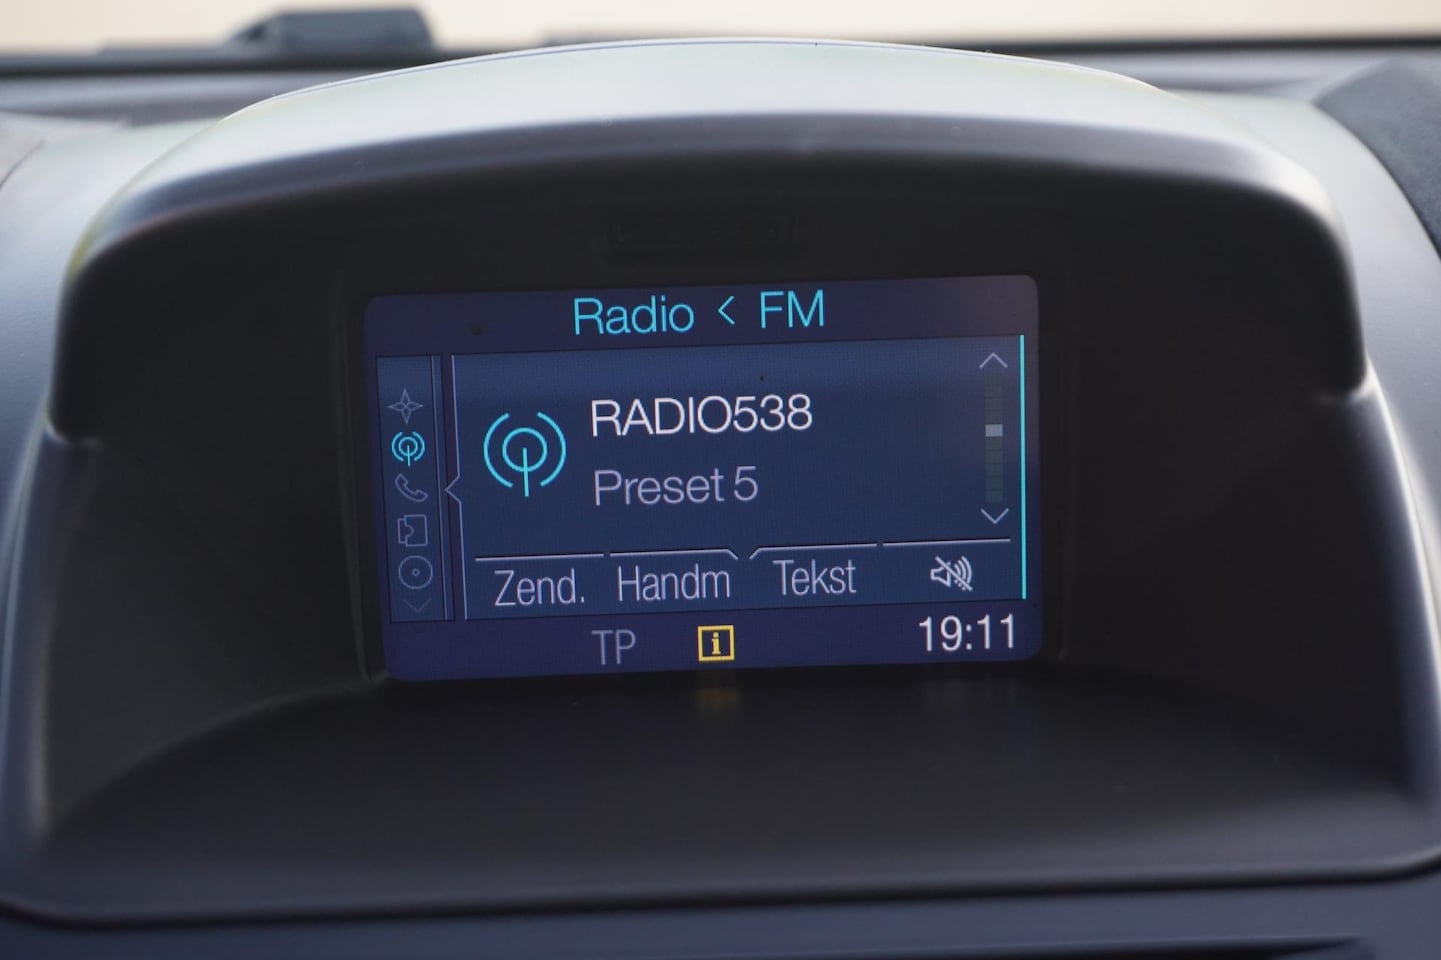 Radio < FM
RADIO538
Preset 5
Zend. Handm Tekst
TP i 19:11